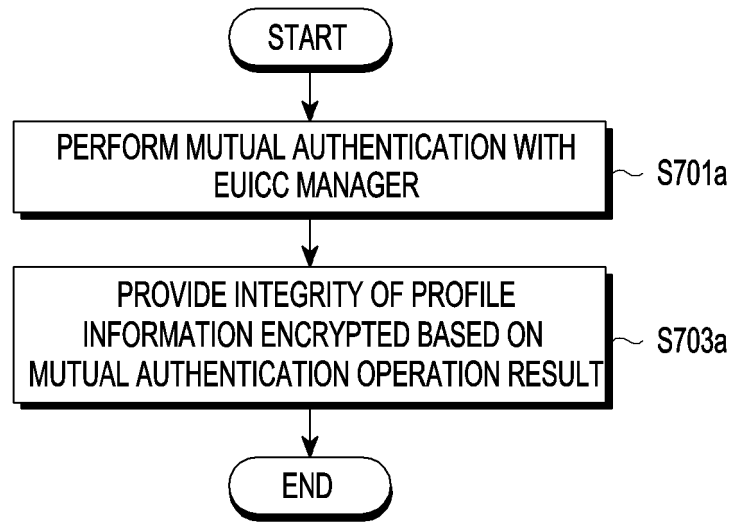 START
PERFORM MUTUAL AUTHENTICATION WITH
EUICC MANAGER
S701a
PROVIDE INTEGRITY OF PROFILE
INFORMATION ENCRYPTED BASED ON
MUTUAL AUTHENTICATION OPERATION RESULT
S703a
END